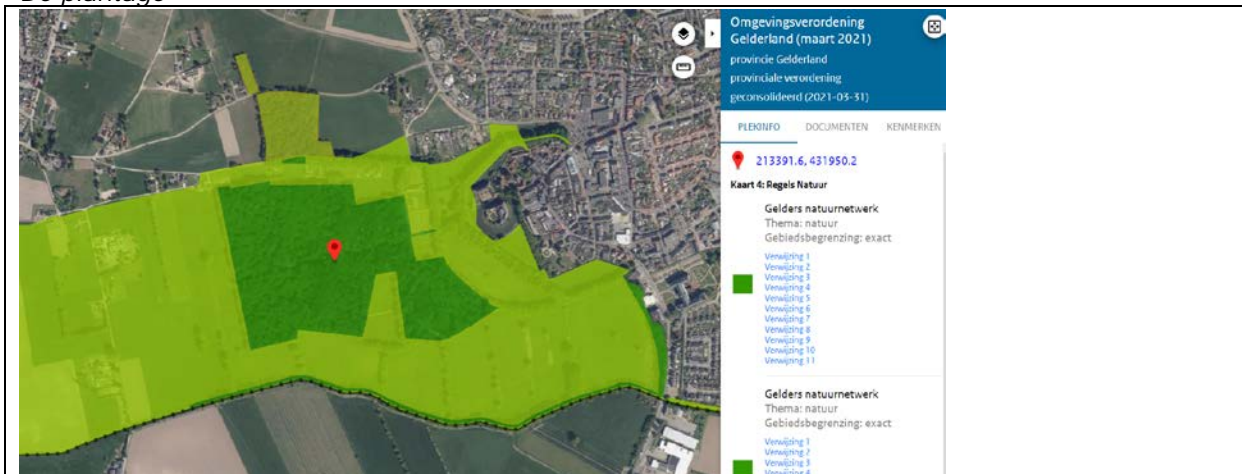 De plantage
Omgevingsverordening
Gelderland (maart 2021)
provincie Gelderland
provinciale verordening
geconsolideerd (2021-03-31)
PLEKINFO DOCUMENTEN KENMERKEN
213391.6, 431950.2
Kaart 4: Regels Natuur
Gelders natuurnetwerk
Thema: natuur
Gebiedsbegrenzing: exact
Verwijzing 1
Verwijzing 2
Verwijzing 3
Verwijzing 4
Verwijzing 5
Verwijzing 6
Verwijzing 7
Verwijzing 8
Verwijzing 9
Verwijzing 10
Verwijzing 11
Gelders natuurnetwerk
Thema: natuur
Gebiedsbegrenzing: exact
Verwijzing 1
Verwijzing 2
Verwijzing 3
Verwijzing 4